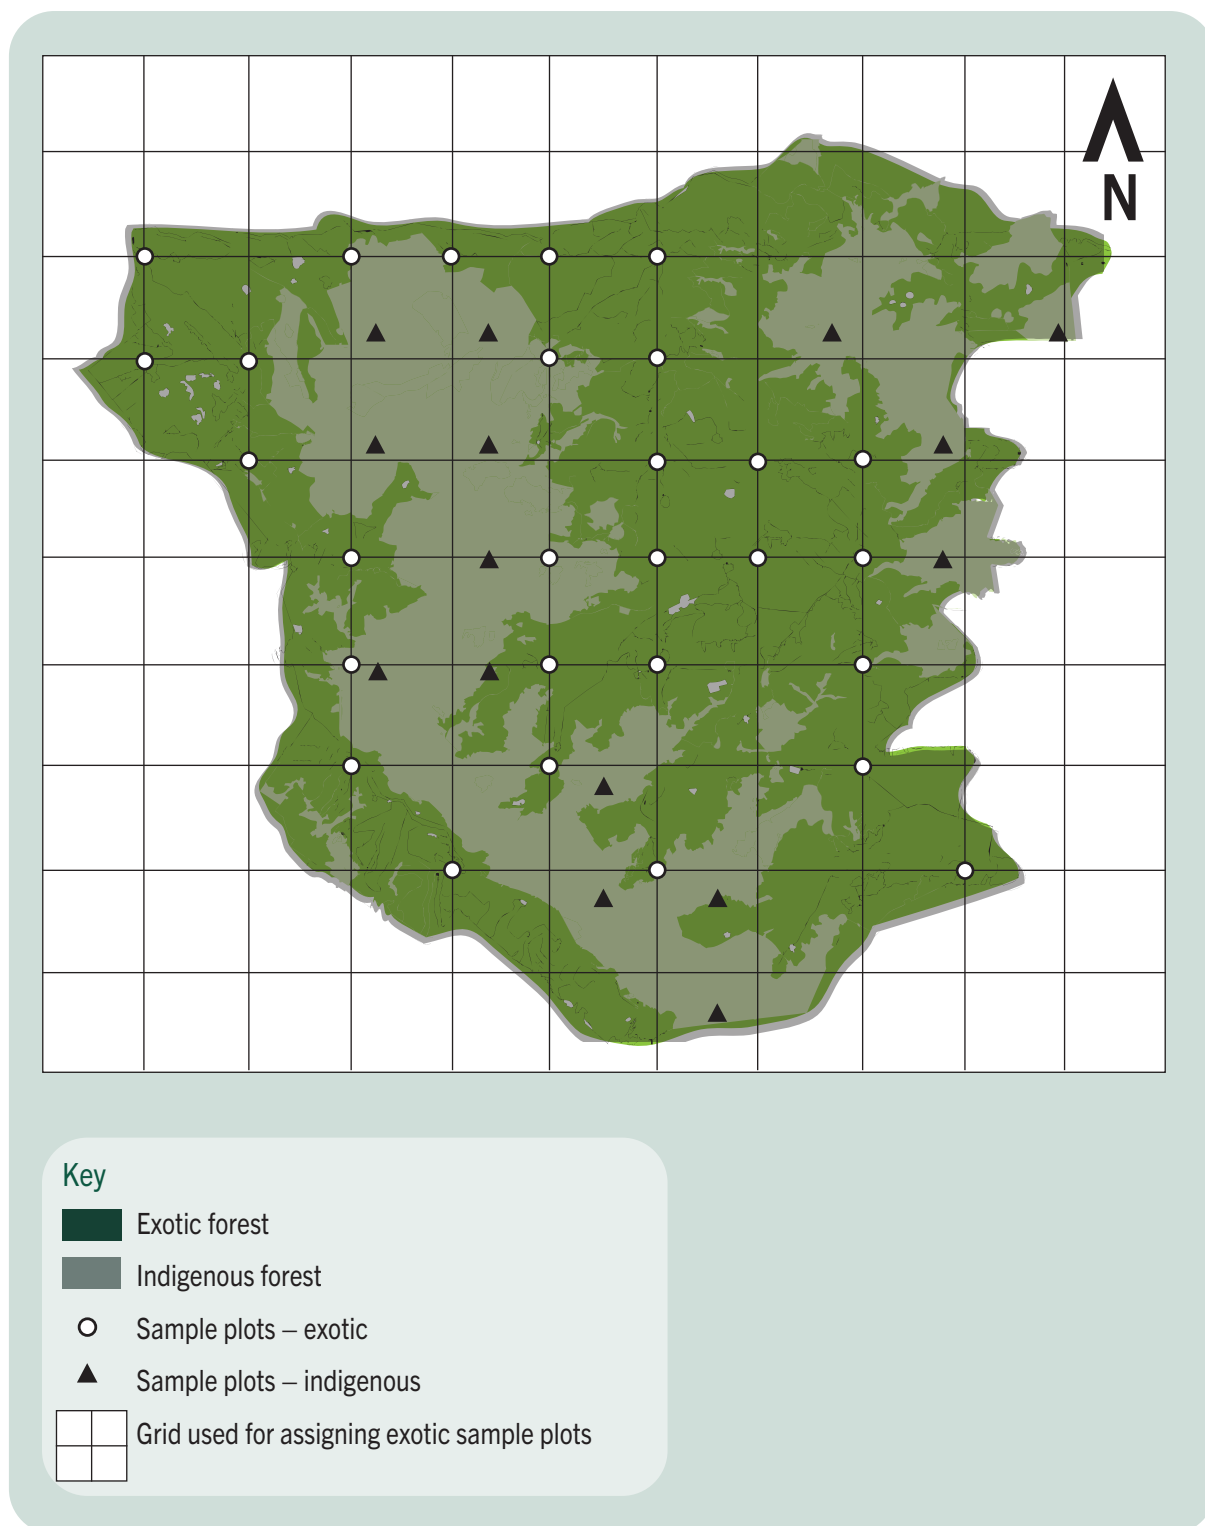 N
Key
Exotic forest
Indigenous forest
Sample plots – exotic
Sample plots – indigenous
Grid used for assigning exotic sample plots